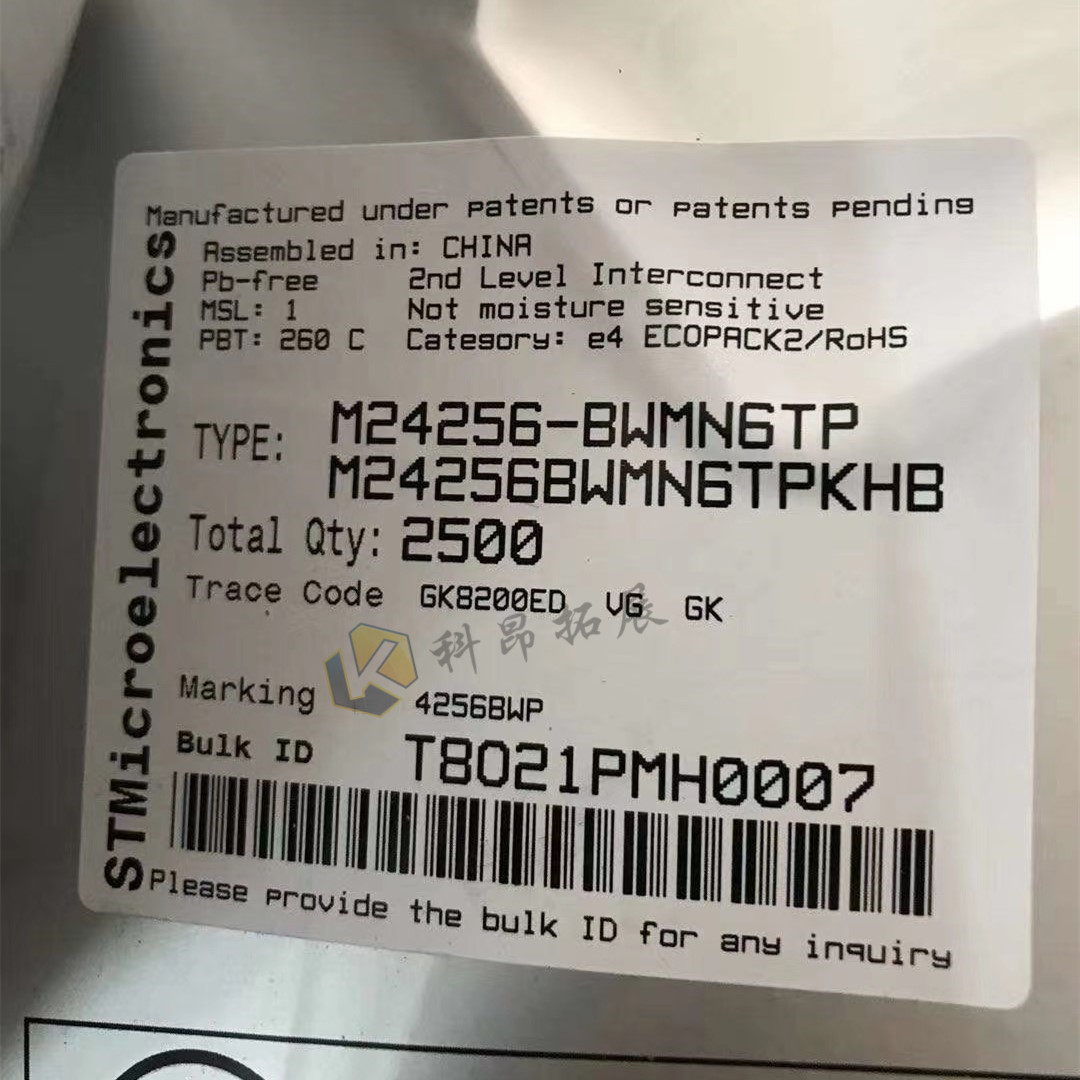 Manufactured under patents or patents pending
Assembled in: CHINA
Pb-free 2nd Level Interconnect
MSL: 1 Not moisture sensitive
PBT: 260 C Category: e4 ECOPACK2/RoHS
TYPE: M24256-BWMN6TP
M24256BWMN6TPKHB
Total Qty: 2500
Trace Code GK8200ED VG GK
科昂拓展
Marking 4256BWP
Bulk ID T8021PMH0007
Please provide the bulk ID for any inquiry
STMicroelectronics